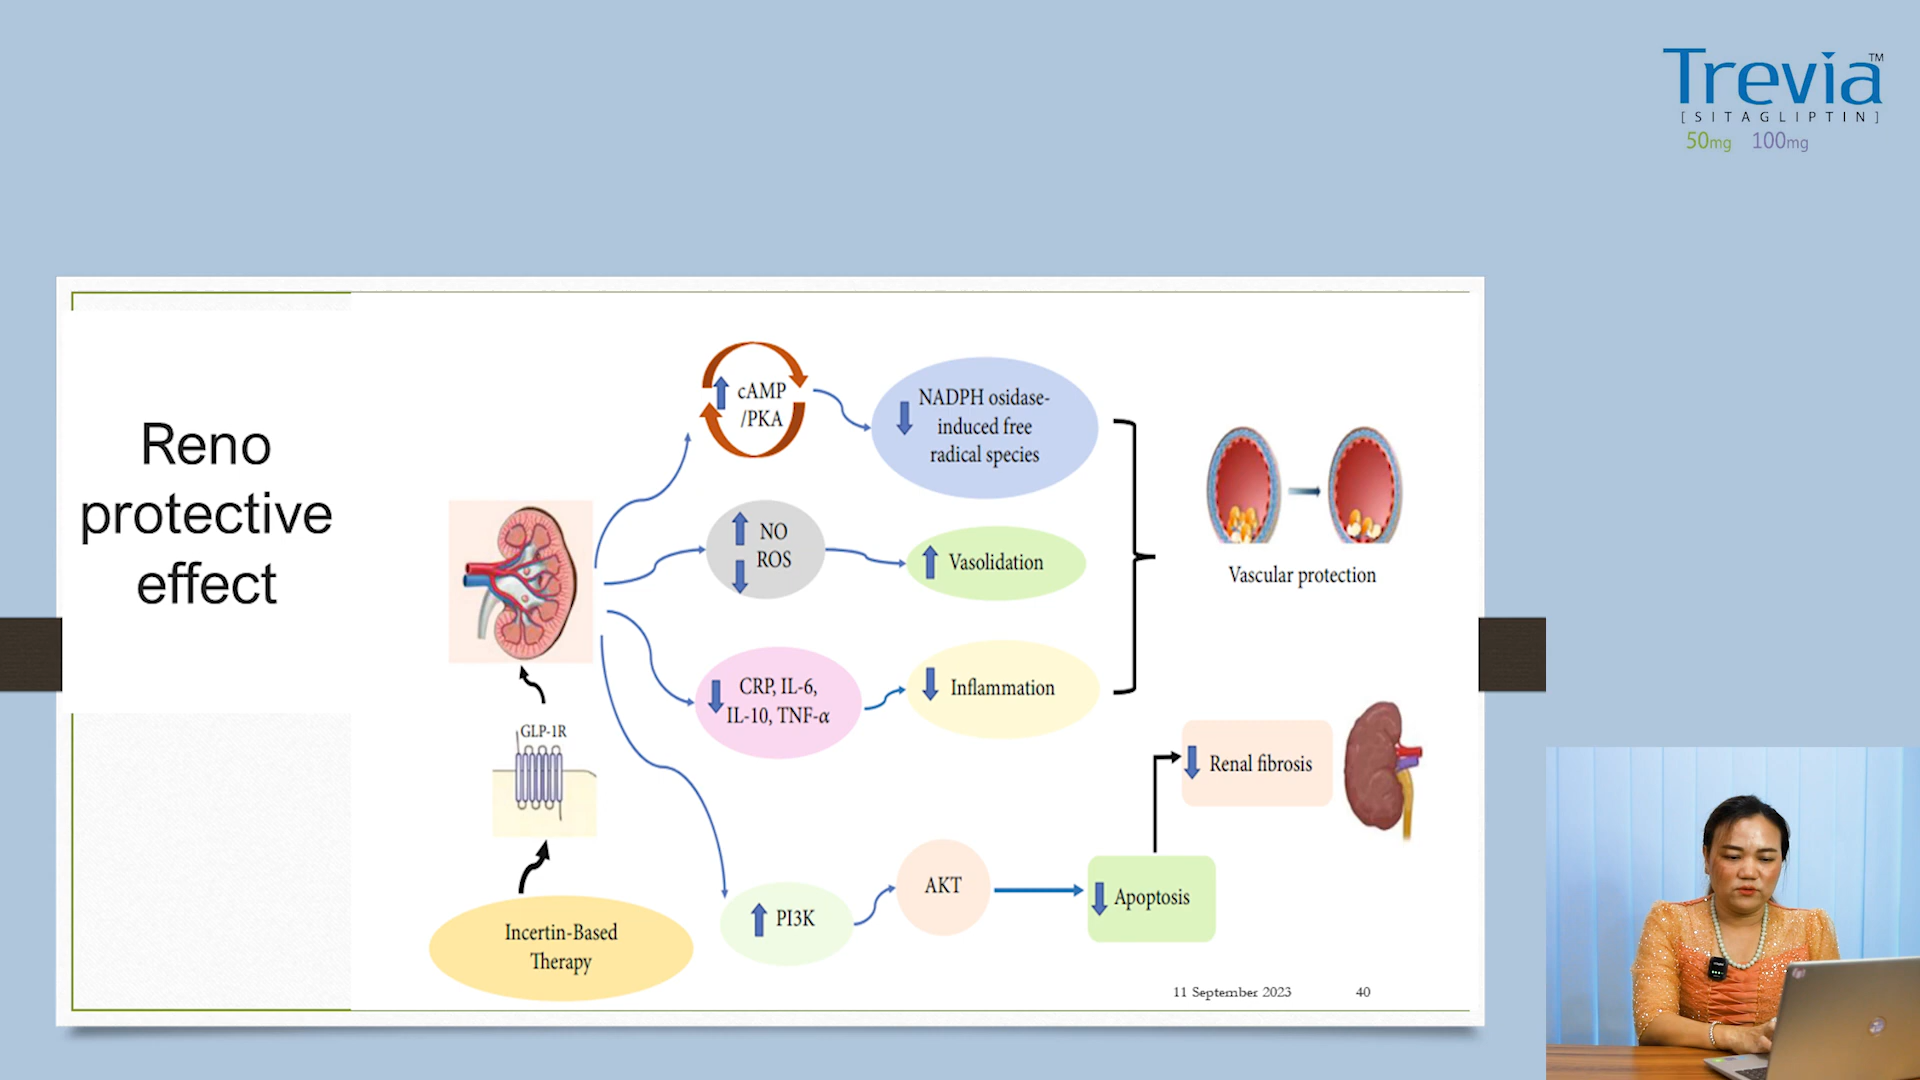 Trevia™
[SITAGLIPTIN]
50mg 100mg
Reno
protective
effect
cAMP
/PKA
NADPH osidase-
induced free
radical species
NO
ROS
Vasolidation
Vascular protection
CRP, IL-6,
IL-10, TNF-α
Inflammation
GLP-1R
Renal fibrosis
PI3K
AKT
Apoptosis
Incertin-Based
Therapy
11 September 2023
40